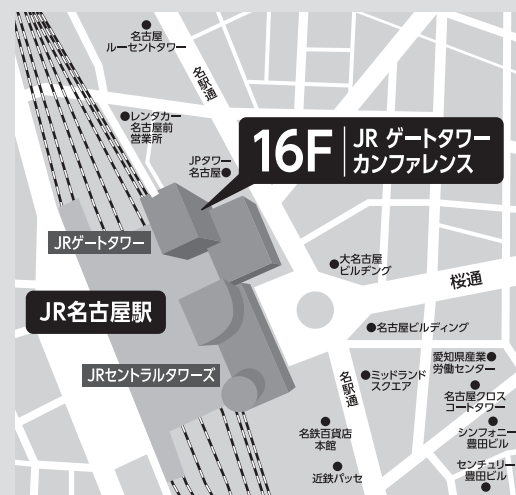 名古屋
ルーセントタワー
名駅通
レンタカー
名古屋前
営業所
JPタワー
名古屋
16F
JR ゲートタワー
カンファレンス
JRゲートタワー
大名古屋
ビルヂング
桜通
JR名古屋駅
名古屋ビルディング
愛知県産業
労働センター
JRセントラルタワーズ
名駅通
ミッドランド
スクエア
名古屋クロス
コートタワー
名鉄百貨店
本館
シンフォニー
豊田ビル
近鉄パッセ
センチュリー
豊田ビル